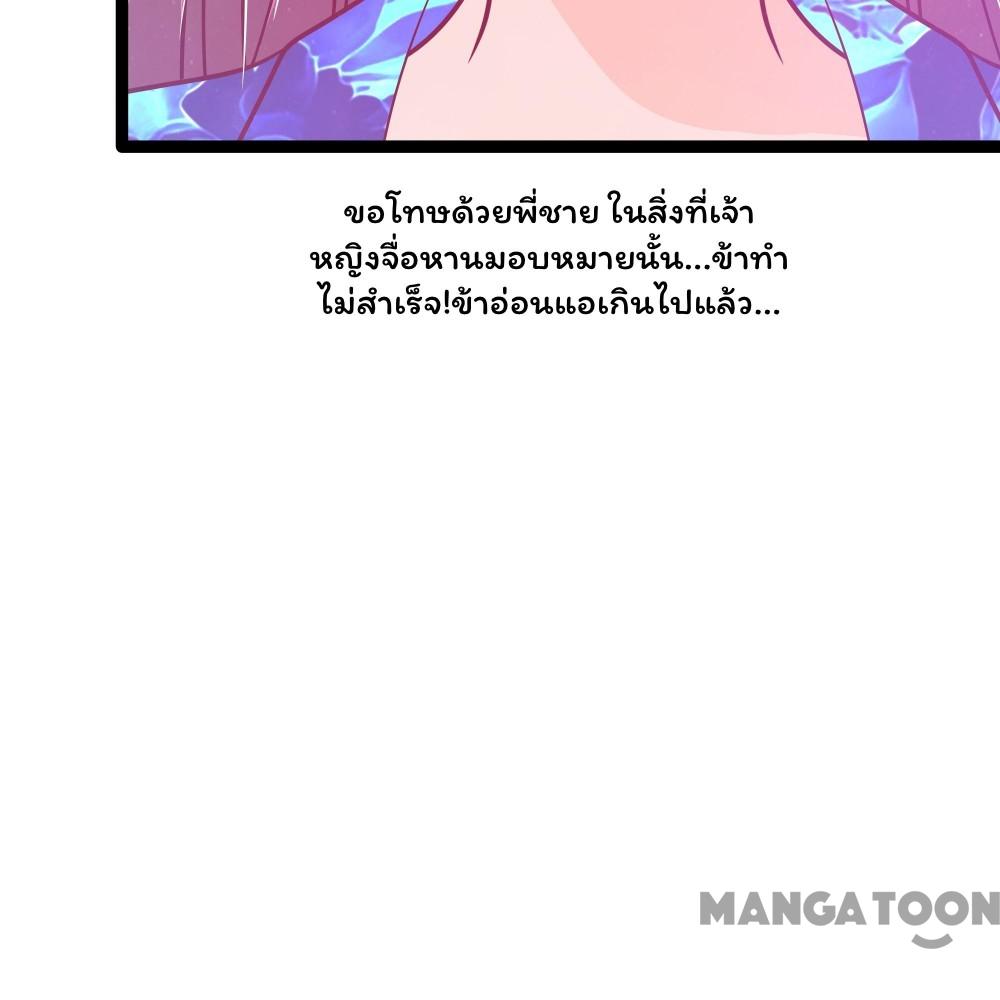 ขอโทษด้วยพี่ชาย ในสิ่งที่เจ้า
หญิงจื่อหานมอบหมายนั้น...ข้าทำ
ไม่สำเร็จ!ข้าอ่อนแอเกินไปแล้ว...
MANGATOON